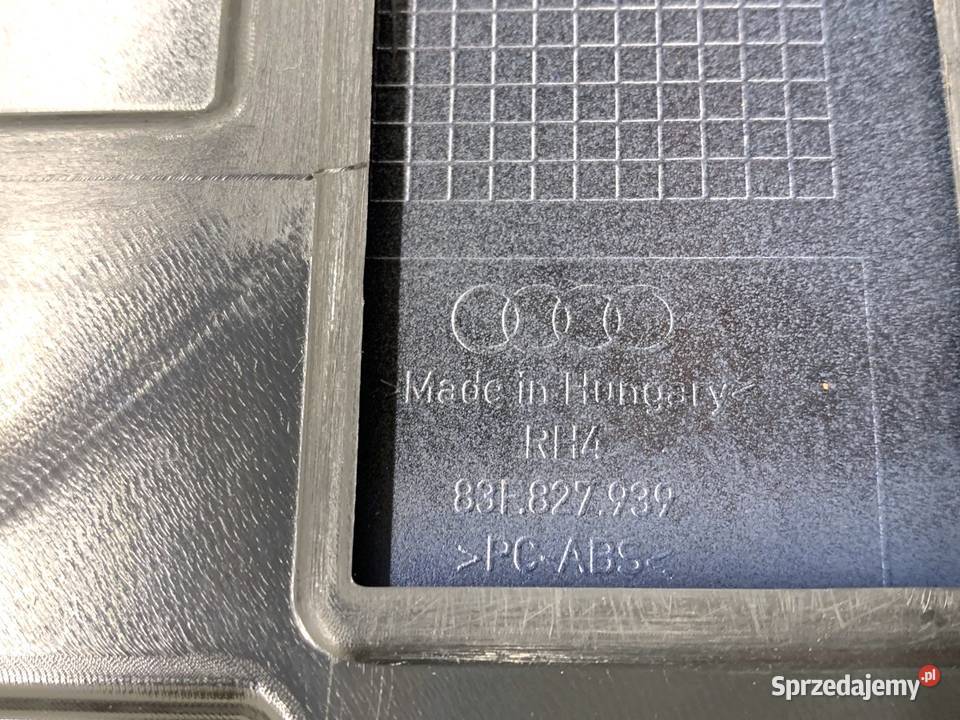 >Made in Hungary<
RH4
83F.827.939
>PC-ABS<
Sprzedajemy.pl